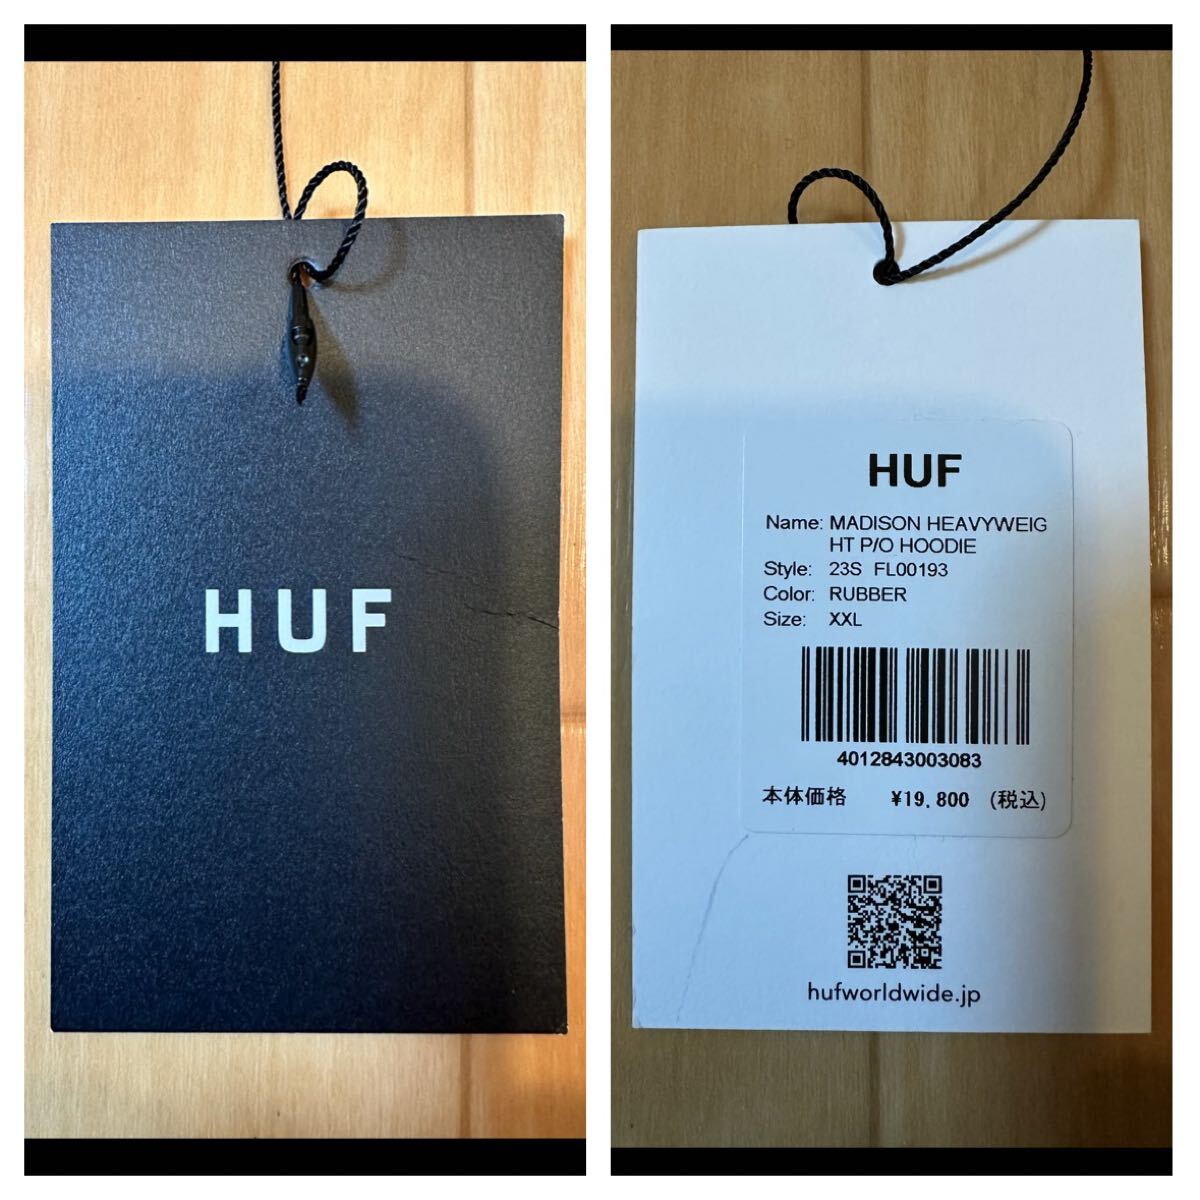 HUF
HUF
Name: MADISON HEAVYWEIG
HT P/O HOODIE
Style: 23S FL00193
Color: RUBBER
Size: XXL
4012843003083
本体価格 ¥19,800 (税込)
hufworldwide.jp